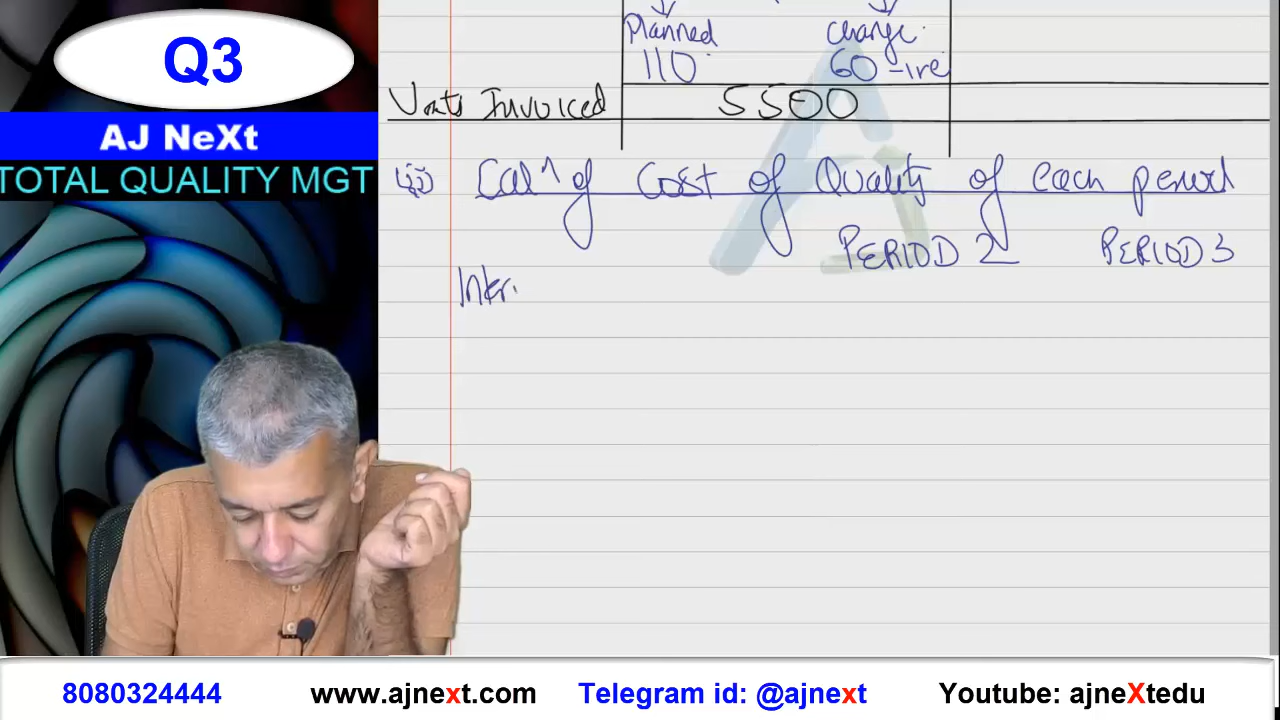 Q3
AJ NeXt
TOTAL QUALITY MGT
Planned change.
110 60 -ive
Units Invoiced 5500
(ii) Caln of Cost of Quality of each period
PERIOD 2 PERIOD 3
Inter.
8080324444 www.ajnext.com Telegram id: @ajnext Youtube: ajneXtedu